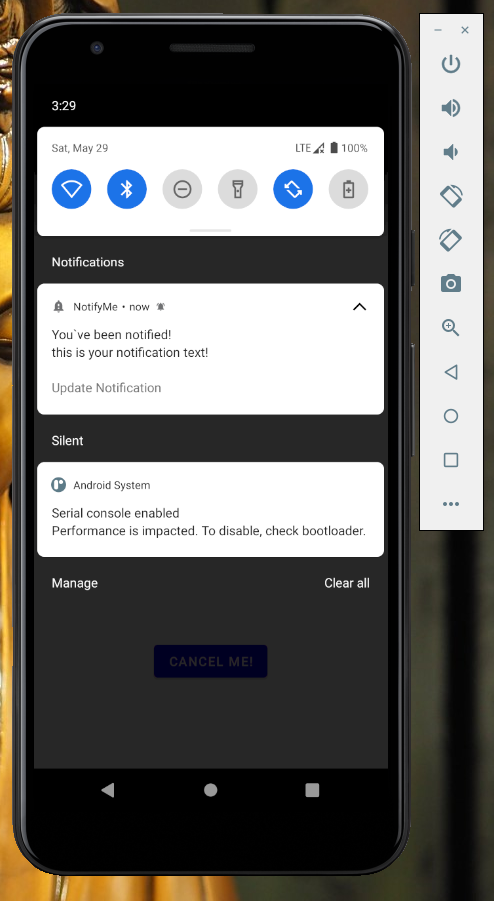 3:29
Sat, May 29 LTE 100%
Notifications
NotifyMe • now
You`ve been notified!
this is your notification text!
Update Notification
Silent
Android System
Serial console enabled
Performance is impacted. To disable, check bootloader.
Manage Clear all
CANCEL ME!